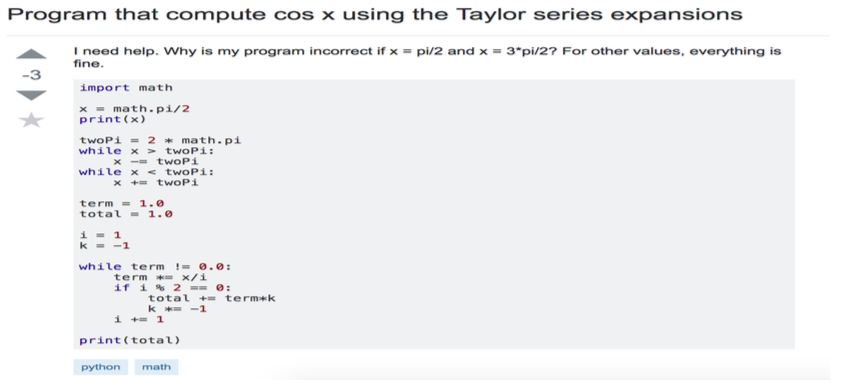 Program that compute cos x using the Taylor series expansions
I need help. Why is my program incorrect if x = pi/2 and x = 3*pi/2? For other values, everything is
fine.
-3
import math
x = math.pi/2
print(x)
twoPi = 2 * math.pi
while x > twoPi:
    x -= twoPi
while x < twoPi:
    x += twoPi
term = 1.0
total = 1.0
i = 1
k = -1
while term != 0.0:
    term *= x/i
    if i % 2 == 0:
        total += term*k
        k *= -1
    i += 1
print(total)
python math